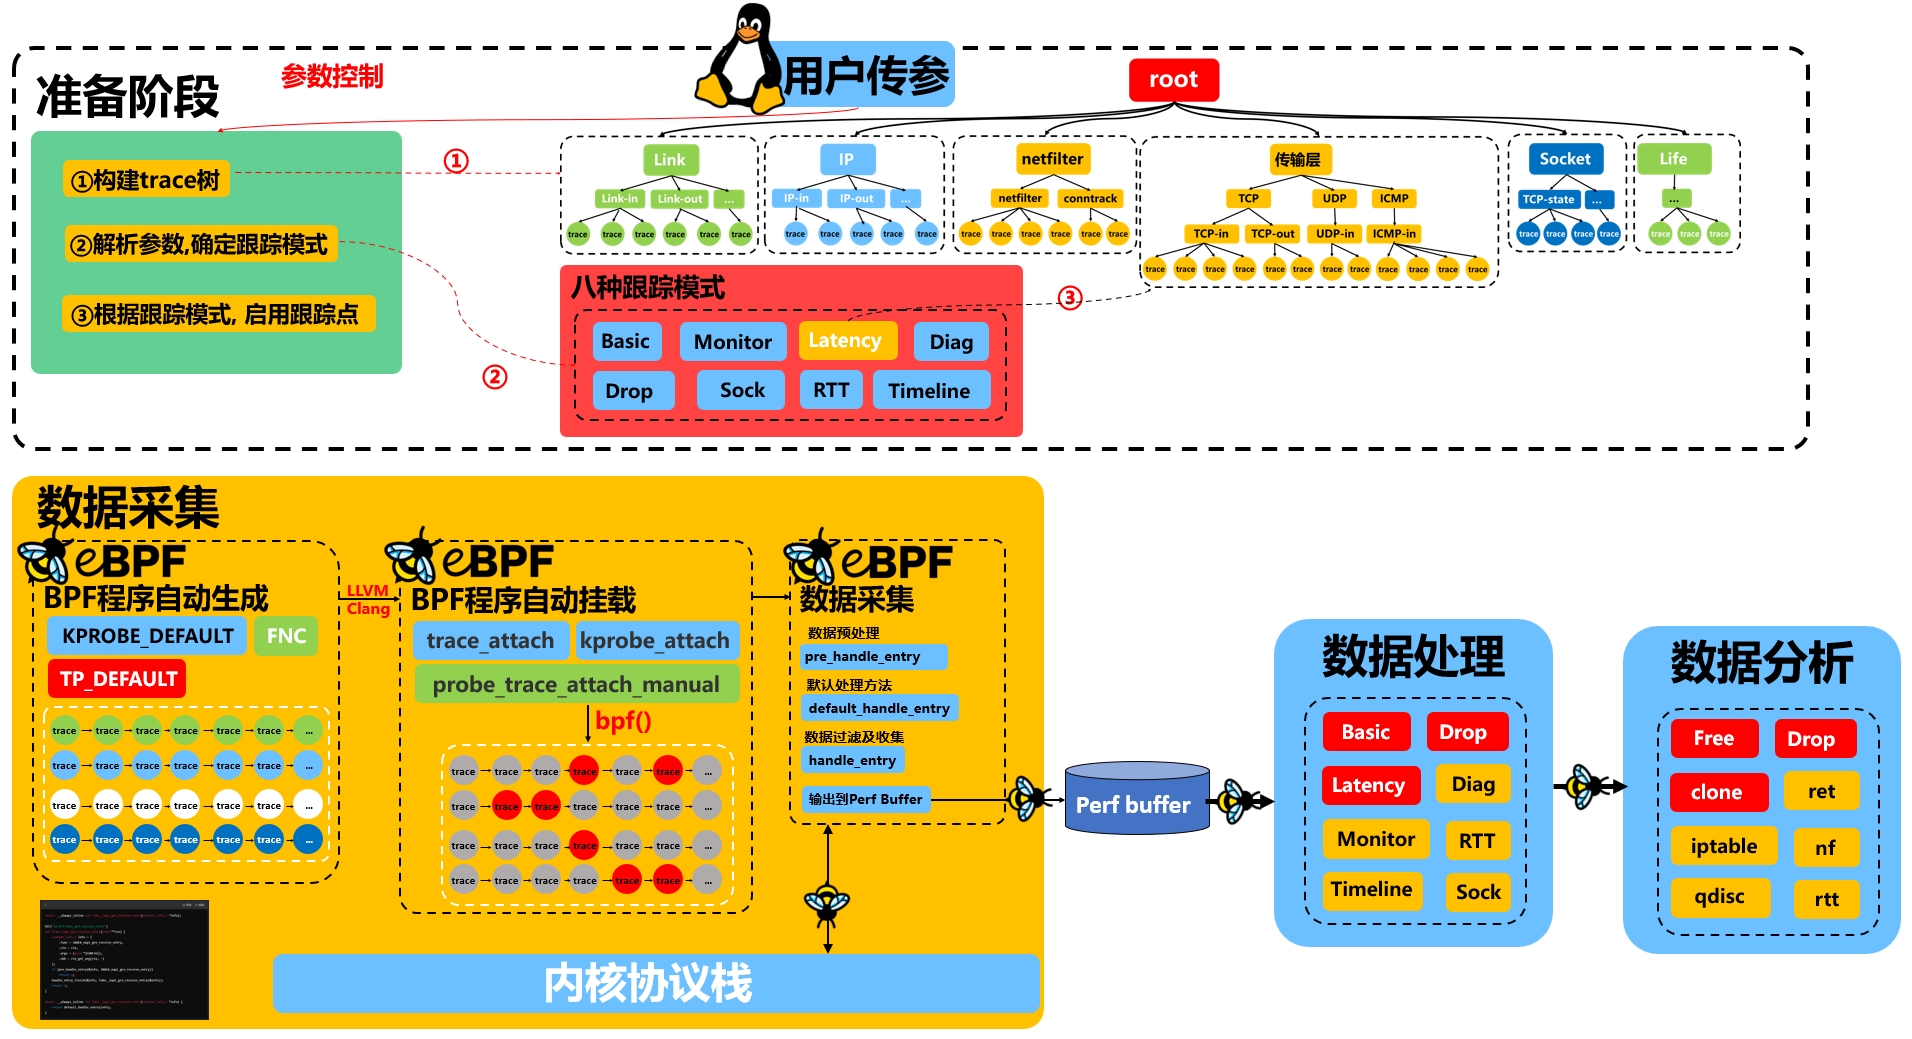 用户传参
准备阶段
参数控制
root
①构建trace树
②解析参数,确定跟踪模式
③根据跟踪模式, 启用跟踪点
①
②
③
Link
Link-in
Link-out
...
trace trace trace trace trace trace
IP
IP-in
IP-out
...
trace trace trace trace trace
netfilter
netfilter
conntrack
trace trace trace trace trace trace
传输层
TCP
UDP
ICMP
TCP-in
TCP-out
UDP-in
ICMP-in
trace trace trace trace trace trace trace trace trace trace trace trace
Socket
TCP-state
...
trace trace trace trace
Life
...
trace trace trace
八种跟踪模式
Basic
Monitor
Latency
Diag
Drop
Sock
RTT
Timeline
数据采集
eBPF
BPF程序自动生成
KPROBE_DEFAULT
FNC
TP_DEFAULT
trace trace trace trace trace trace ...
trace trace trace trace trace trace ...
trace trace trace trace trace trace ...
trace trace trace trace trace trace ...
LLVM
Clang
eBPF
BPF程序自动挂载
trace_attach
kprobe_attach
probe_trace_attach_manual
bpf()
trace trace trace trace trace trace ...
trace trace trace trace trace trace ...
trace trace trace trace trace trace ...
trace trace trace trace trace trace ...
eBPF
数据采集
数据预处理
pre_handle_entry
默认处理方法
default_handle_entry
数据过滤及收集
handle_entry
输出到Perf Buffer
内核协议栈
Perf buffer
数据处理
Basic
Drop
Latency
Diag
Monitor
RTT
Timeline
Sock
数据分析
Free
Drop
clone
ret
iptable
nf
qdisc
rtt